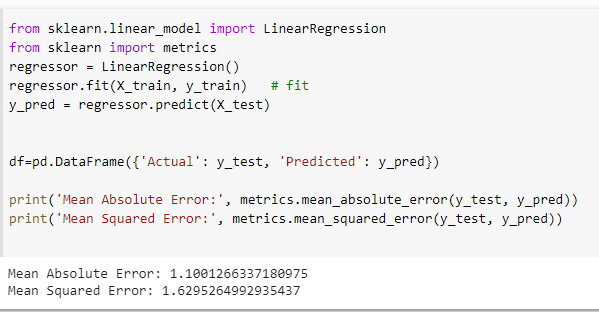 from sklearn.linear_model import LinearRegression
from sklearn import metrics
regressor = LinearRegression()
regressor.fit(X_train, y_train)   # fit
y_pred = regressor.predict(X_test)
df=pd.DataFrame({'Actual': y_test, 'Predicted': y_pred})
print('Mean Absolute Error:', metrics.mean_absolute_error(y_test, y_pred))
print('Mean Squared Error:', metrics.mean_squared_error(y_test, y_pred))
Mean Absolute Error: 1.1001266337180975
Mean Squared Error: 1.6295264992935437